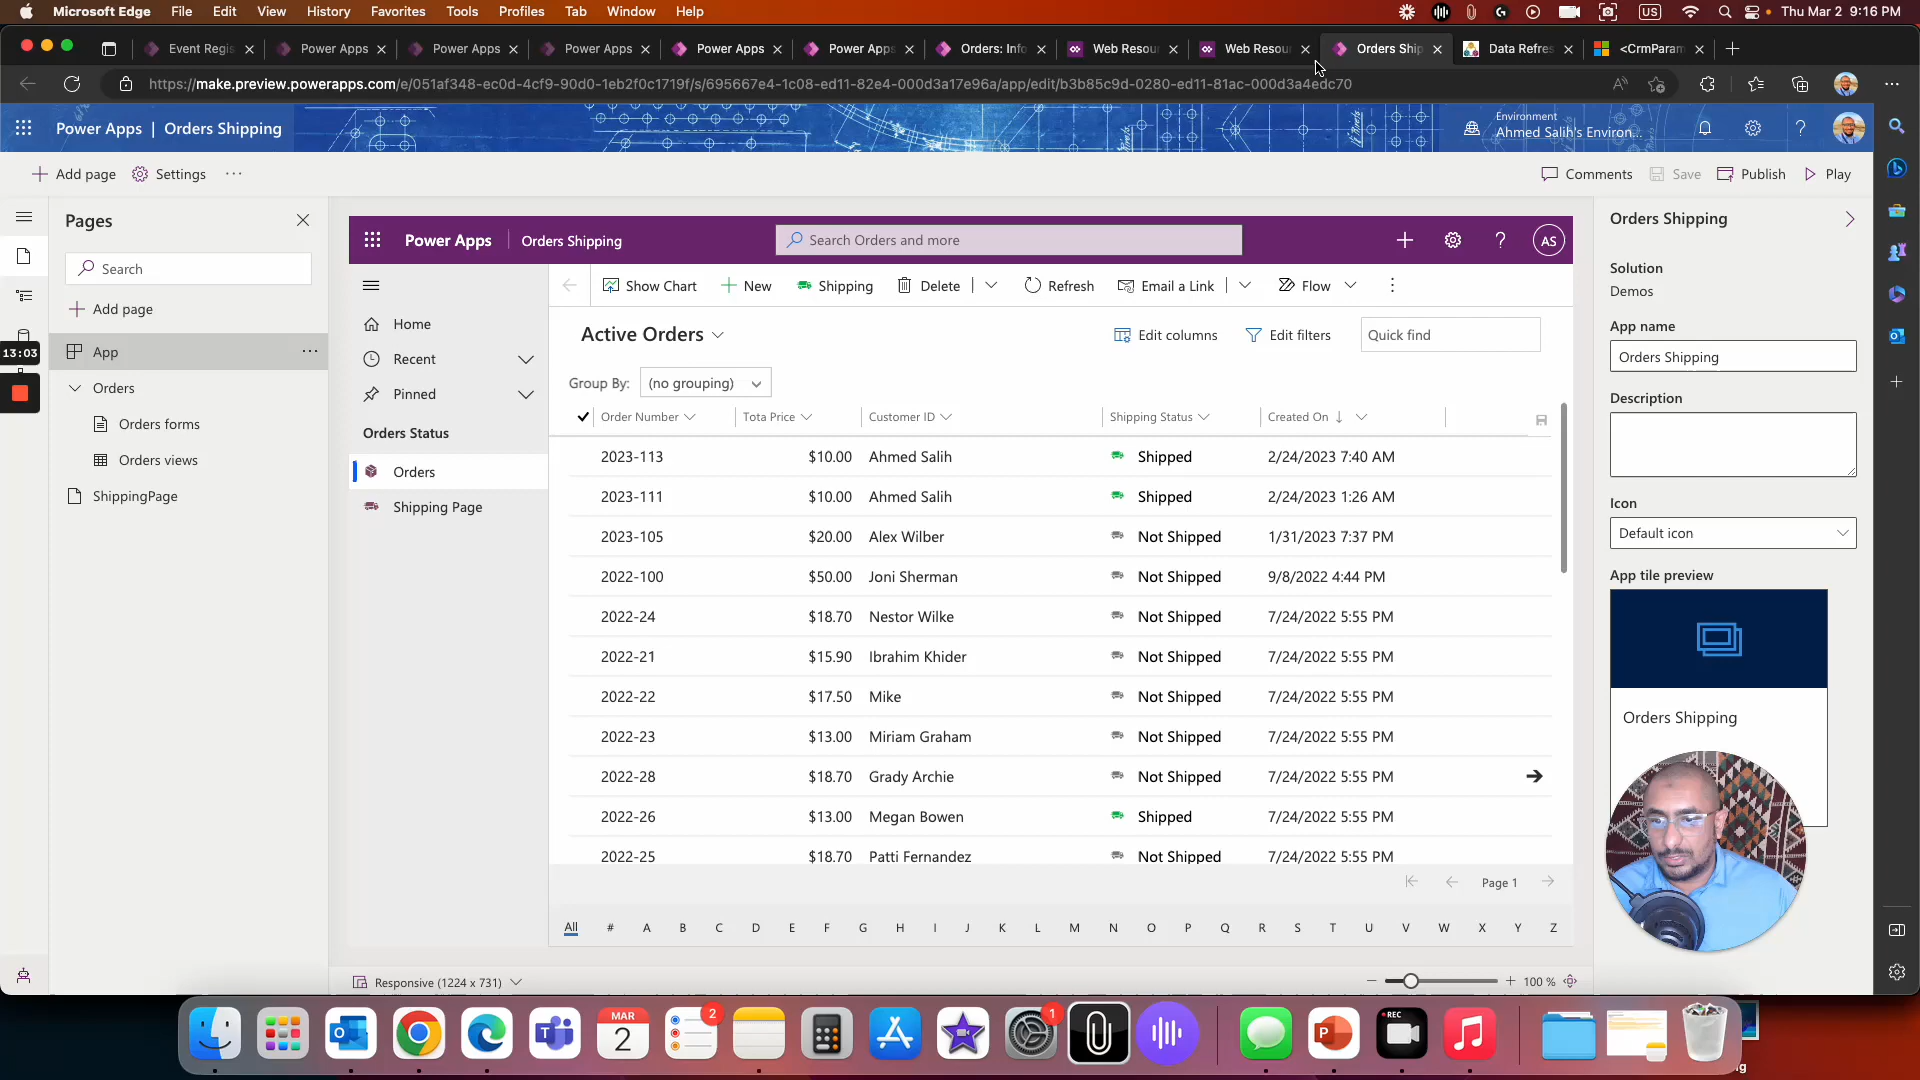 Microsoft Edge File Edit View History Favorites Tools Profiles Tab Window Help US Thu Mar 2 9:16 PM
Event Regis Power Apps Power Apps Power Apps Power Apps Power Apps Orders: Info Web Resou Web Resou Orders Ship Data Refres <CrmParam
https://make.preview.powerapps.com/e/051af348-ec0d-4cf9-90d0-1eb2f0c1719f/s/695667e4-1c08-ed11-82e4-000d3a17e96a/app/edit/b3b85c9d-0280-ed11-81ac-000d3a4edc70
Power Apps | Orders Shipping
Environment
Ahmed Salih's Environ...
Add page Settings ... Comments Save Publish Play
Pages
Search
Add page
App ...
Orders
Orders forms
Orders views
ShippingPage
13:03
Power Apps Orders Shipping Search Orders and more AS
Home
Recent
Pinned
Orders Status
Orders
Shipping Page
Show Chart New Shipping Delete Refresh Email a Link Flow
Active Orders Edit columns Edit filters Quick find
Group By: (no grouping)
Order Number Tota Price Customer ID Shipping Status Created On
2023-113 $10.00 Ahmed Salih Shipped 2/24/2023 7:40 AM
2023-111 $10.00 Ahmed Salih Shipped 2/24/2023 1:26 AM
2023-105 $20.00 Alex Wilber Not Shipped 1/31/2023 7:37 PM
2022-100 $50.00 Joni Sherman Not Shipped 9/8/2022 4:44 PM
2022-24 $18.70 Nestor Wilke Not Shipped 7/24/2022 5:55 PM
2022-21 $15.90 Ibrahim Khider Not Shipped 7/24/2022 5:55 PM
2022-22 $17.50 Mike Not Shipped 7/24/2022 5:55 PM
2022-23 $13.00 Miriam Graham Not Shipped 7/24/2022 5:55 PM
2022-28 $18.70 Grady Archie Not Shipped 7/24/2022 5:55 PM
2022-26 $13.00 Megan Bowen Shipped 7/24/2022 5:55 PM
2022-25 $18.70 Patti Fernandez Not Shipped 7/24/2022 5:55 PM
Page 1
All # A B C D E F G H I J K L M N O P Q R S T U V W X Y Z
Responsive (1224 x 731) 100 %
Orders Shipping
Solution
Demos
App name
Orders Shipping
Description
Icon
Default icon
App tile preview
Orders Shipping
MAR
2
2
1
REC